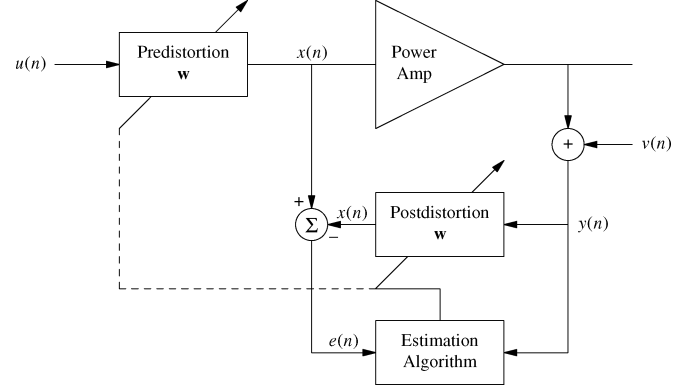 u(n)
Predistortion
w
x(n)
Power
Amp
+
v(n)
+
x(n)
Σ
−
Postdistortion
w
y(n)
e(n)
Estimation
Algorithm